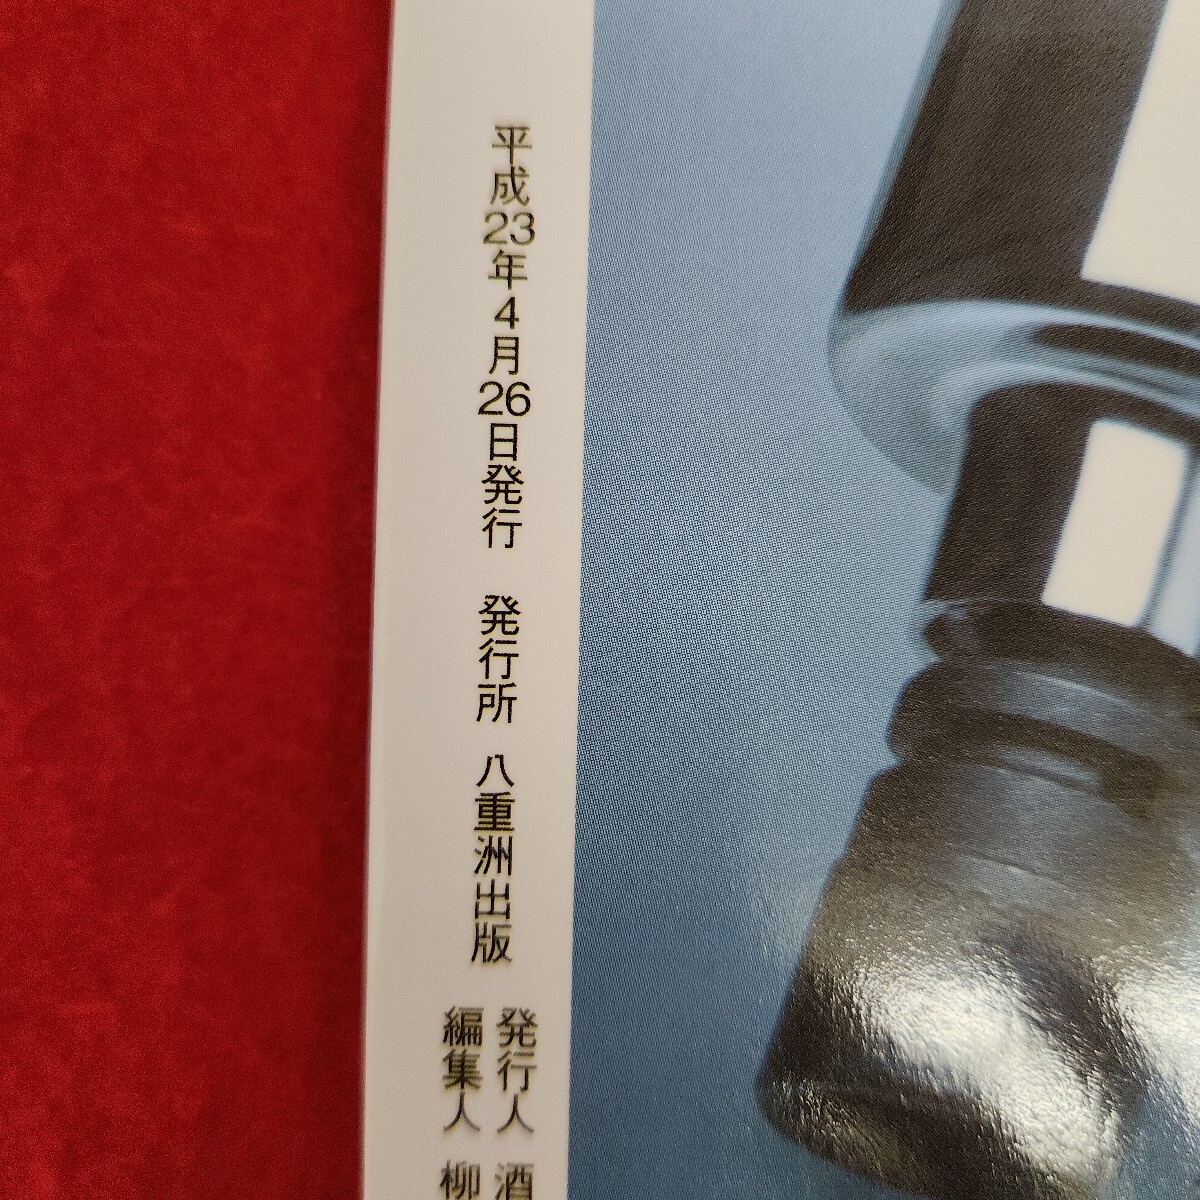 平成23年4月26日発行　発行所　八重洲出版
発行人　酒
編集人　柳